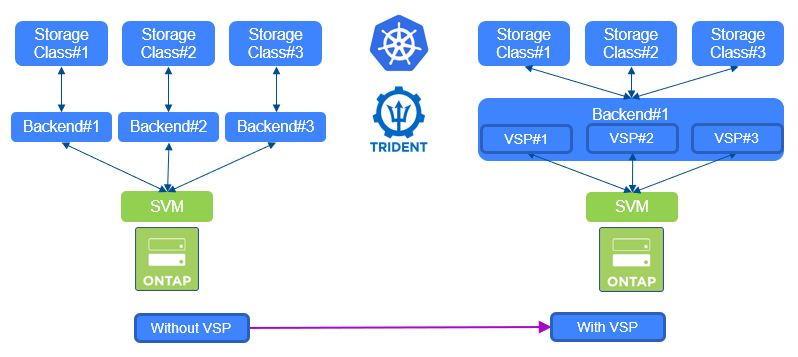 Storage
Class#1
Storage
Class#2
Storage
Class#3
Storage
Class#1
Storage
Class#2
Storage
Class#3
Backend#1
Backend#2
Backend#3
TRIDENT
Backend#1
VSP#1
VSP#2
VSP#3
SVM
SVM
ONTAP
ONTAP
Without VSP
With VSP